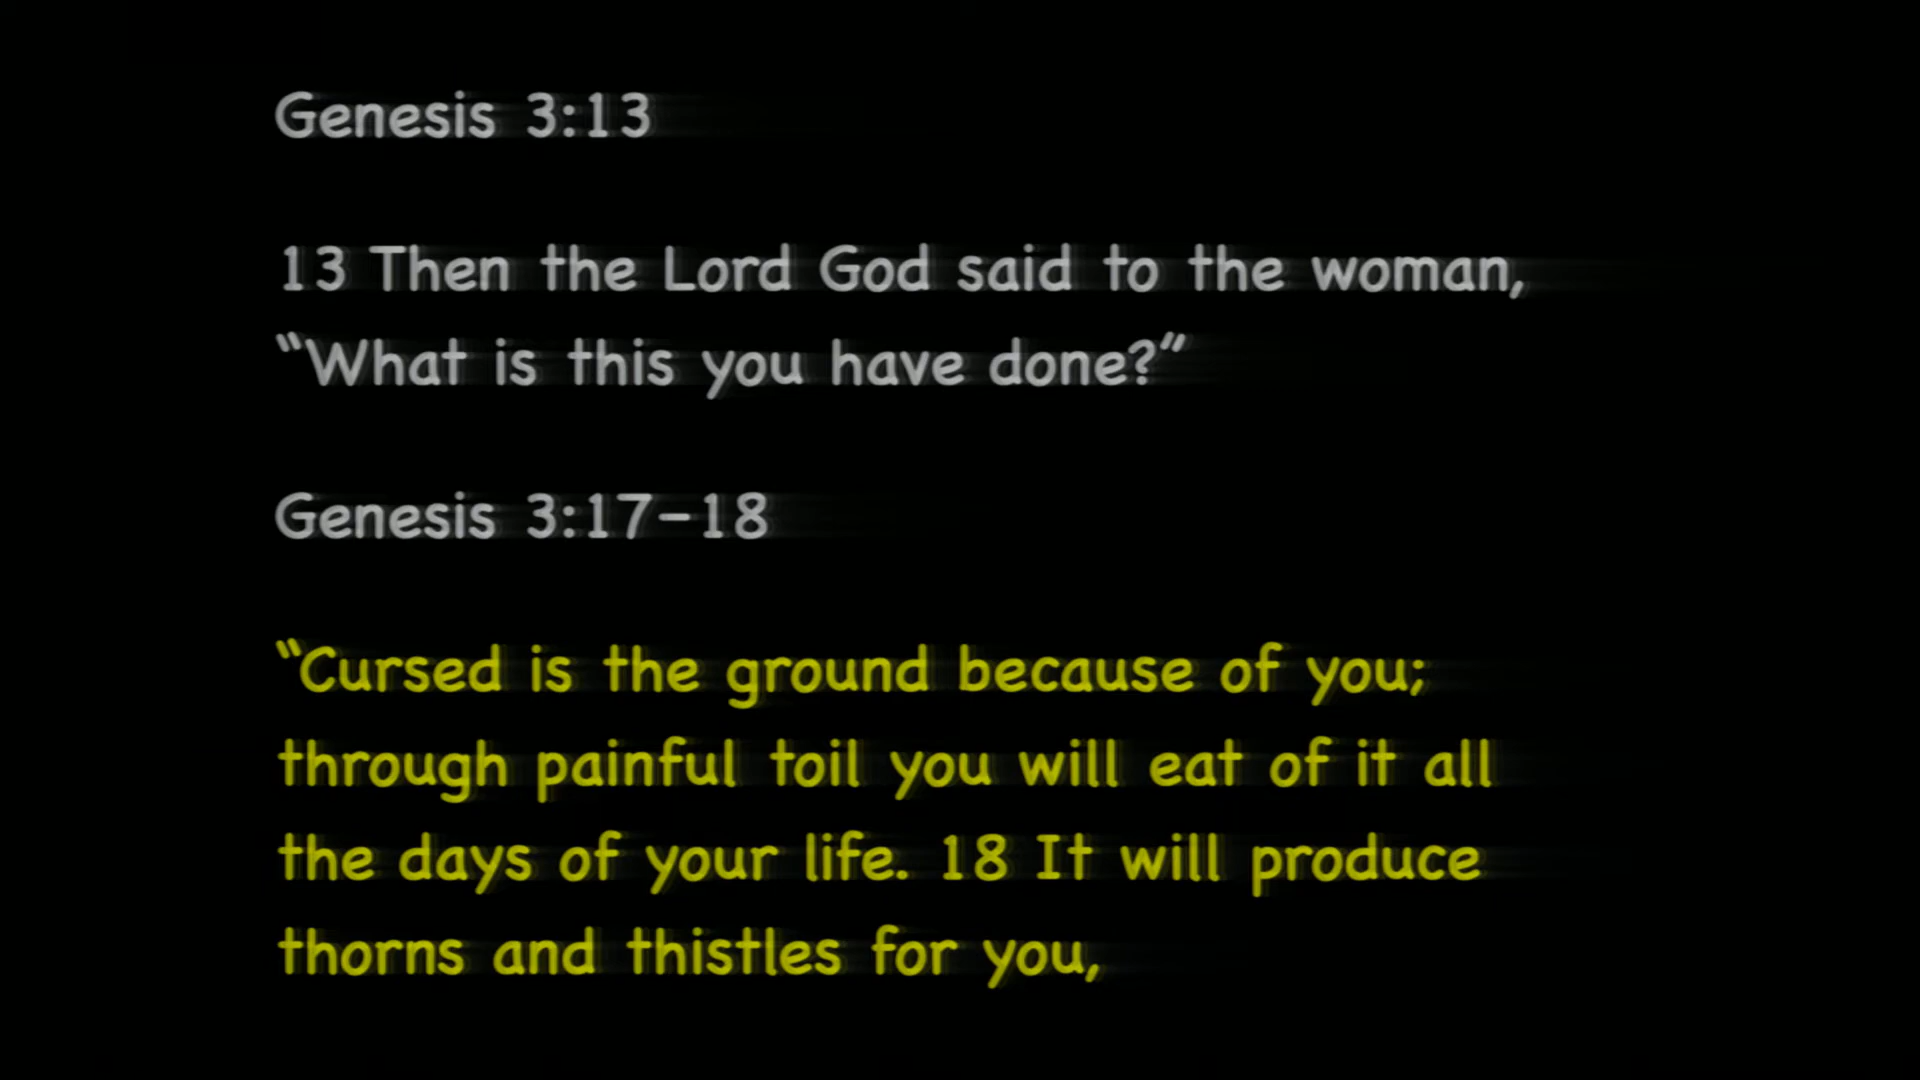 Genesis 3:13
13 Then the Lord God said to the woman,
“What is this you have done?”
Genesis 3:17–18
“Cursed is the ground because of you;
through painful toil you will eat of it all
the days of your life. 18 It will produce
thorns and thistles for you,